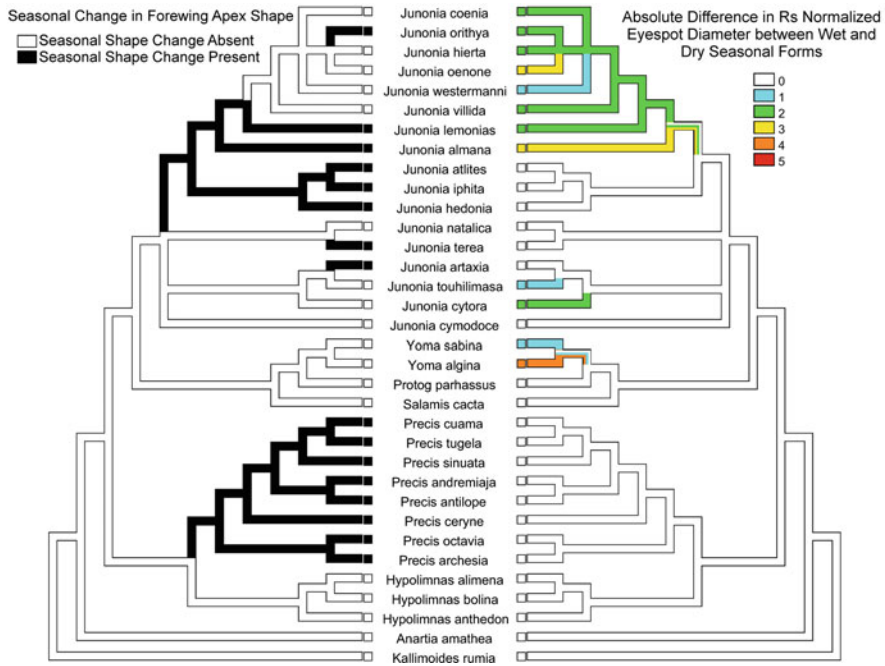 Seasonal Change in Forewing Apex Shape
Seasonal Shape Change Absent
Seasonal Shape Change Present
Absolute Difference in Rs Normalized
Eyespot Diameter between Wet and
Dry Seasonal Forms
0
1
2
3
4
5
Junonia coenia
Junonia orithya
Junonia hierta
Junonia oenone
Junonia westermanni
Junonia villida
Junonia lemonias
Junonia almana
Junonia atlites
Junonia iphita
Junonia hedonia
Junonia natalica
Junonia terea
Junonia artaxia
Junonia touhilimasa
Junonia cytora
Junonia cymodoce
Yoma sabina
Yoma algina
Protog parhassus
Salamis cacta
Precis cuama
Precis tugela
Precis sinuata
Precis andremiaja
Precis antilope
Precis ceryne
Precis octavia
Precis archesia
Hypolimnas alimena
Hypolimnas bolina
Hypolimnas anthedon
Anartia amathea
Kallimoides rumia